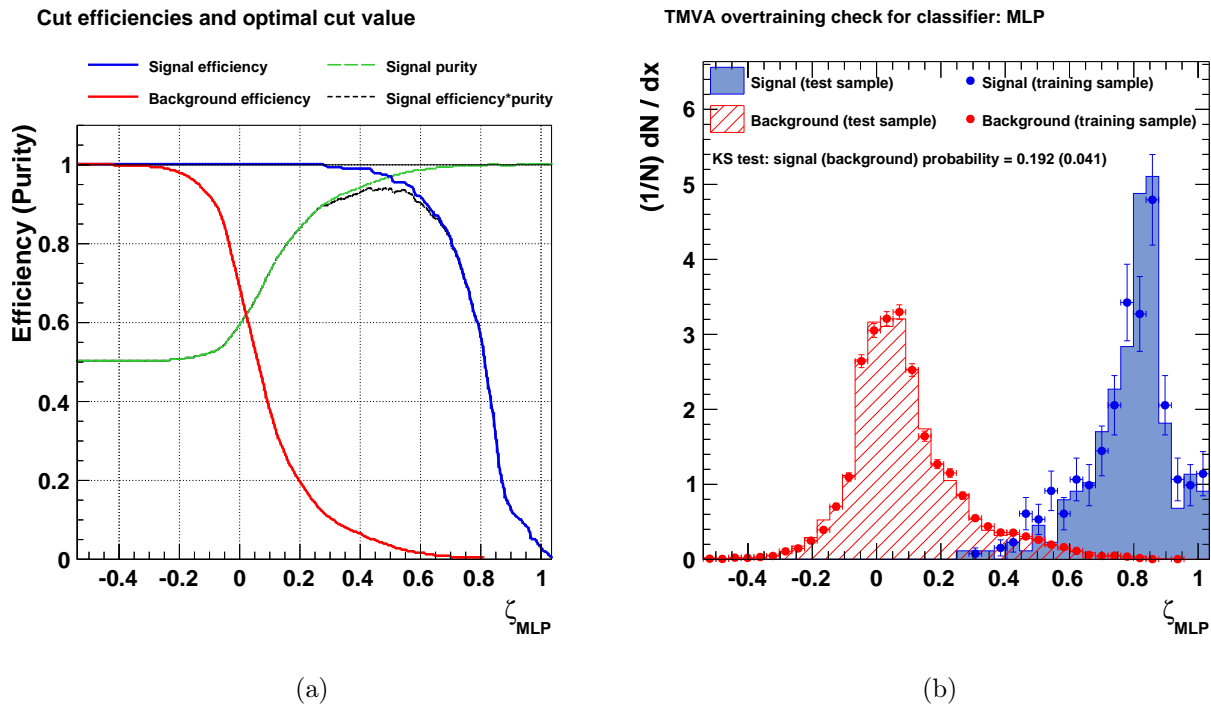 Cut efficiencies and optimal cut value
Signal efficiency
Signal purity
Background efficiency
Signal efficiency*purity
Efficiency (Purity)
1
0.8
0.6
0.4
0.2
0
-0.4 -0.2 0 0.2 0.4 0.6 0.8 1
ζMLP
(a)
TMVA overtraining check for classifier: MLP
Signal (test sample)
Signal (training sample)
Background (test sample)
Background (training sample)
KS test: signal (background) probability = 0.192 (0.041)
(1/N) dN / dx
6
5
4
3
2
1
0
-0.4 -0.2 0 0.2 0.4 0.6 0.8 1
ζMLP
(b)